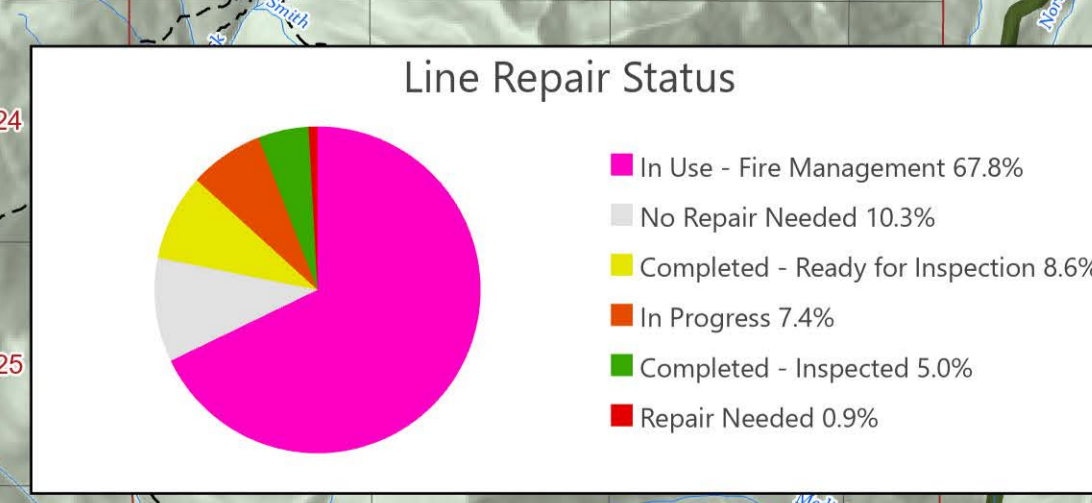 Smith
24
Line Repair Status
In Use - Fire Management 67.8%
No Repair Needed 10.3%
Completed - Ready for Inspection 8.6%
In Progress 7.4%
25
Completed - Inspected 5.0%
Repair Needed 0.9%